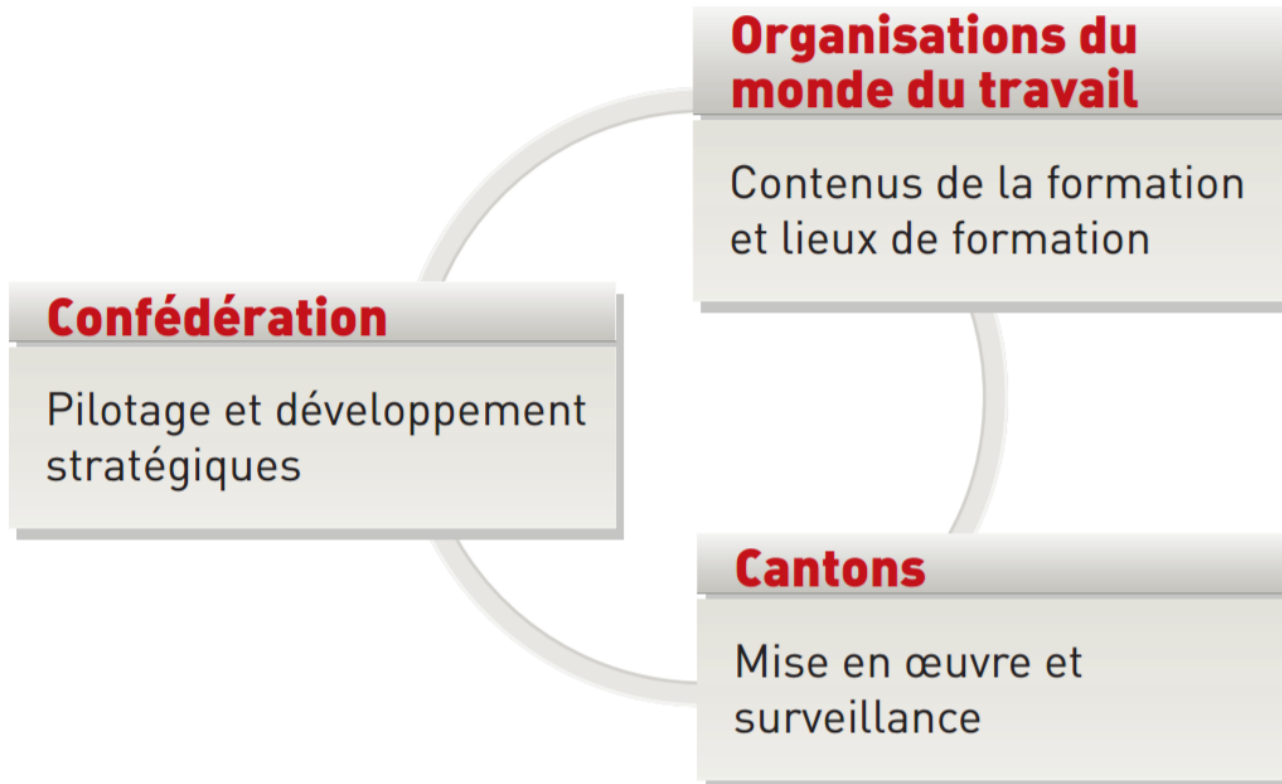 Organisations du
monde du travail
Contenus de la formation
et lieux de formation
Confédération
Pilotage et développement
stratégiques
Cantons
Mise en œuvre et
surveillance